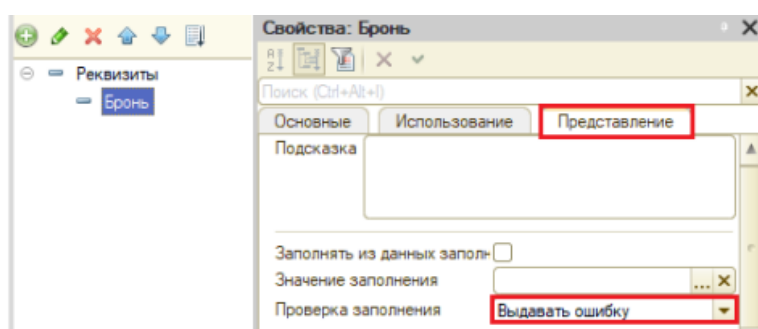 Свойства: Бронь
Реквизиты
Бронь
Поиск (Ctrl+Alt+I)
Основные Использование Представление
Подсказка
Заполнять из данных заполн
Значение заполнения ...
Проверка заполнения Выдавать ошибку